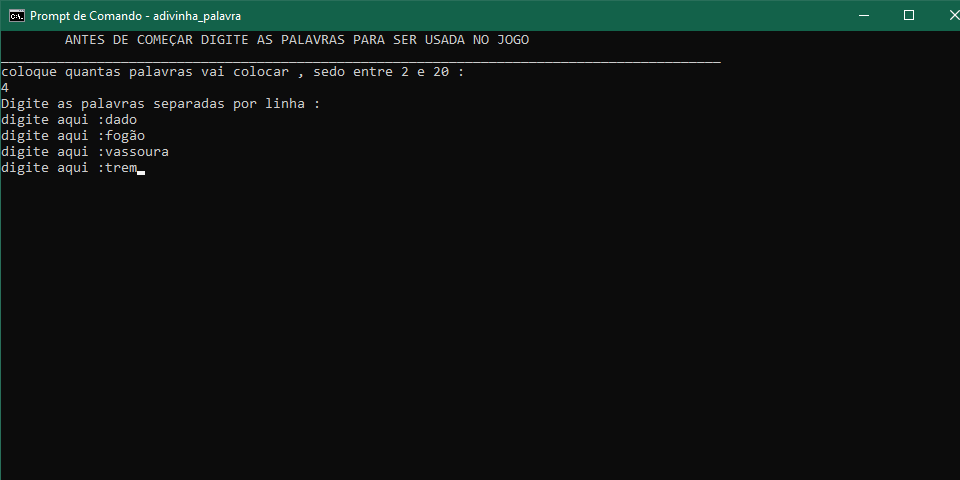 Prompt de Comando - adivinha_palavra
ANTES DE COMEÇAR DIGITE AS PALAVRAS PARA SER USADA NO JOGO
__________________________________________________________________________________________
coloque quantas palavras vai colocar , sedo entre 2 e 20 :
4
Digite as palavras separadas por linha :
digite aqui :dado
digite aqui :fogão
digite aqui :vassoura
digite aqui :trem